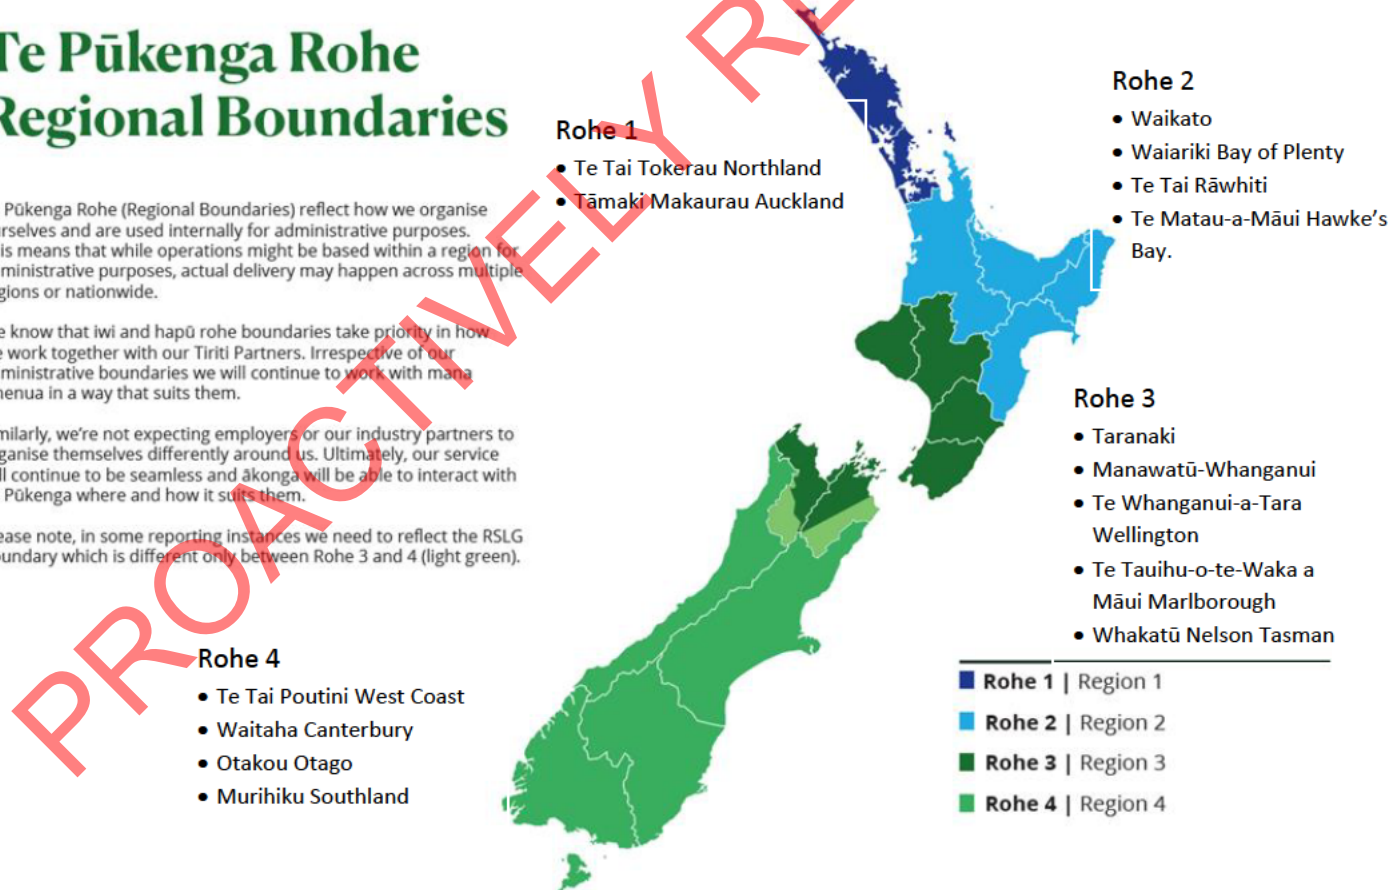 Te Pūkenga Rohe
Regional Boundaries
Pūkenga Rohe (Regional Boundaries) reflect how we organise
rselves and are used internally for administrative purposes.
is means that while operations might be based within a region for
ministrative purposes, actual delivery may happen across multiple
gions or nationwide.
e know that iwi and hapū rohe boundaries take priority in how
e work together with our Tiriti Partners. Irrespective of our
ministrative boundaries we will continue to work with mana
enua in a way that suits them.
milarly, we're not expecting employers or our industry partners to
ganise themselves differently around us. Ultimately, our service
ll continue to be seamless and ākonga will be able to interact with
Pūkenga where and how it suits them.
ease note, in some reporting instances we need to reflect the RSLG
undary which is different only between Rohe 3 and 4 (light green).
Rohe 1
• Te Tai Tokerau Northland
• Tāmaki Makaurau Auckland
Rohe 2
• Waikato
• Waiariki Bay of Plenty
• Te Tai Rāwhiti
• Te Matau-a-Māui Hawke's
Bay.
Rohe 3
• Taranaki
• Manawatū-Whanganui
• Te Whanganui-a-Tara
Wellington
• Te Tauihu-o-te-Waka a
Māui Marlborough
• Whakatū Nelson Tasman
Rohe 4
• Te Tai Poutini West Coast
• Waitaha Canterbury
• Otakou Otago
• Murihiku Southland
Rohe 1 | Region 1
Rohe 2 | Region 2
Rohe 3 | Region 3
Rohe 4 | Region 4
PROACTIVELY RE